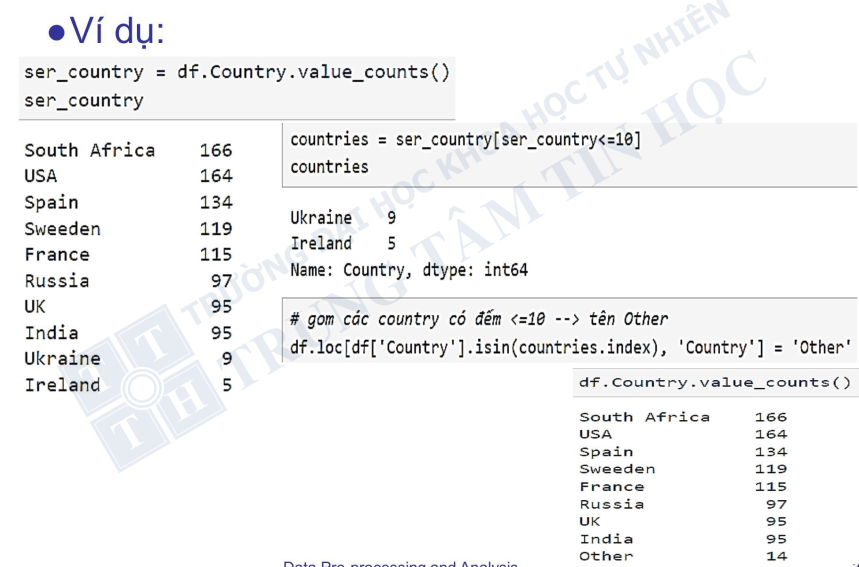 ●Ví dụ:
ser_country = df.Country.value_counts()
ser_country
South Africa 166
USA 164
Spain 134
Sweeden 119
France 115
Russia 97
UK 95
India 95
Ukraine 9
Ireland 5
countries = ser_country[ser_country<=10]
countries
Ukraine 9
Ireland 5
Name: Country, dtype: int64
# gom các country có đếm <=10 --> tên Other
df.loc[df['Country'].isin(countries.index), 'Country'] = 'Other'
df.Country.value_counts()
South Africa 166
USA 164
Spain 134
Sweeden 119
France 115
Russia 97
UK 95
India 95
Other 14
Data Pre-processing and Analysis
TRƯỜNG ĐẠI HỌC KHOA HỌC TỰ NHIÊN
TRUNG TÂM TIN HỌC
T T
T H